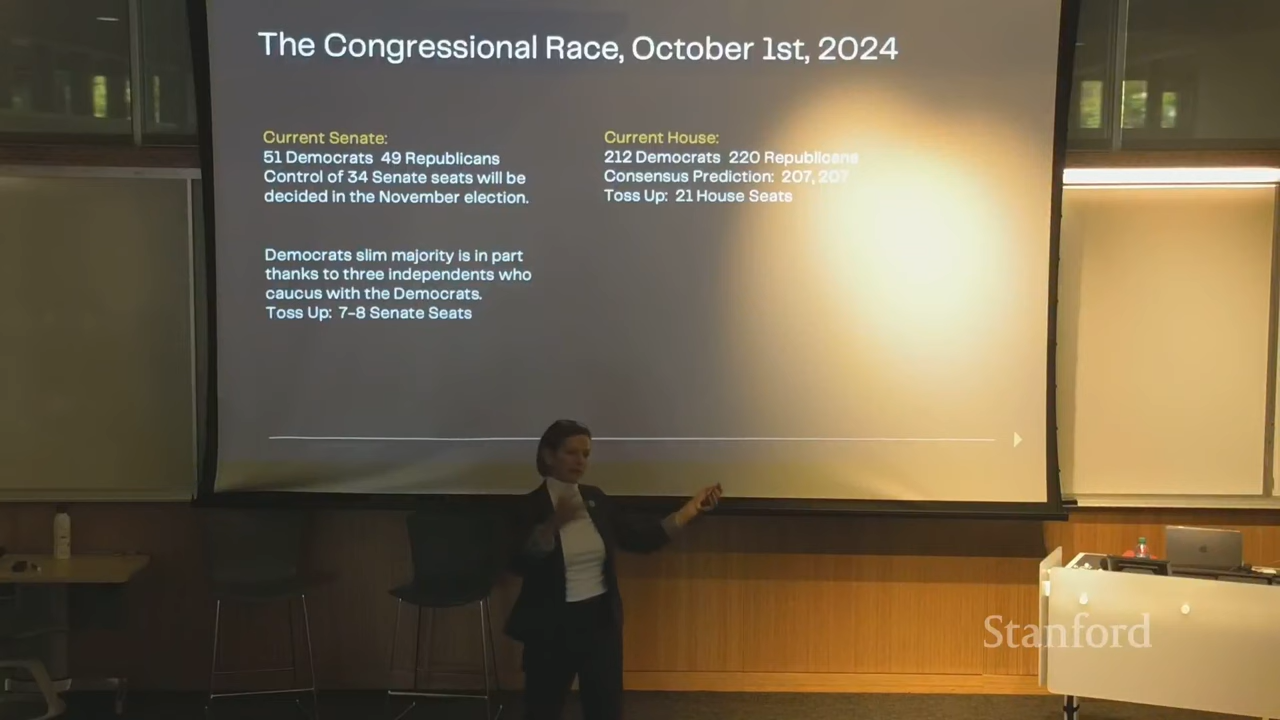 The Congressional Race, October 1st, 2024
Current Senate:
51 Democrats 49 Republicans
Control of 34 Senate seats will be
decided in the November election.
Democrats slim majority is in part
thanks to three independents who
caucus with the Democrats.
Toss Up: 7-8 Senate Seats
Current House:
212 Democrats 220 Republicans
Consensus Prediction: 207, 207
Toss Up: 21 House Seats
Stanford